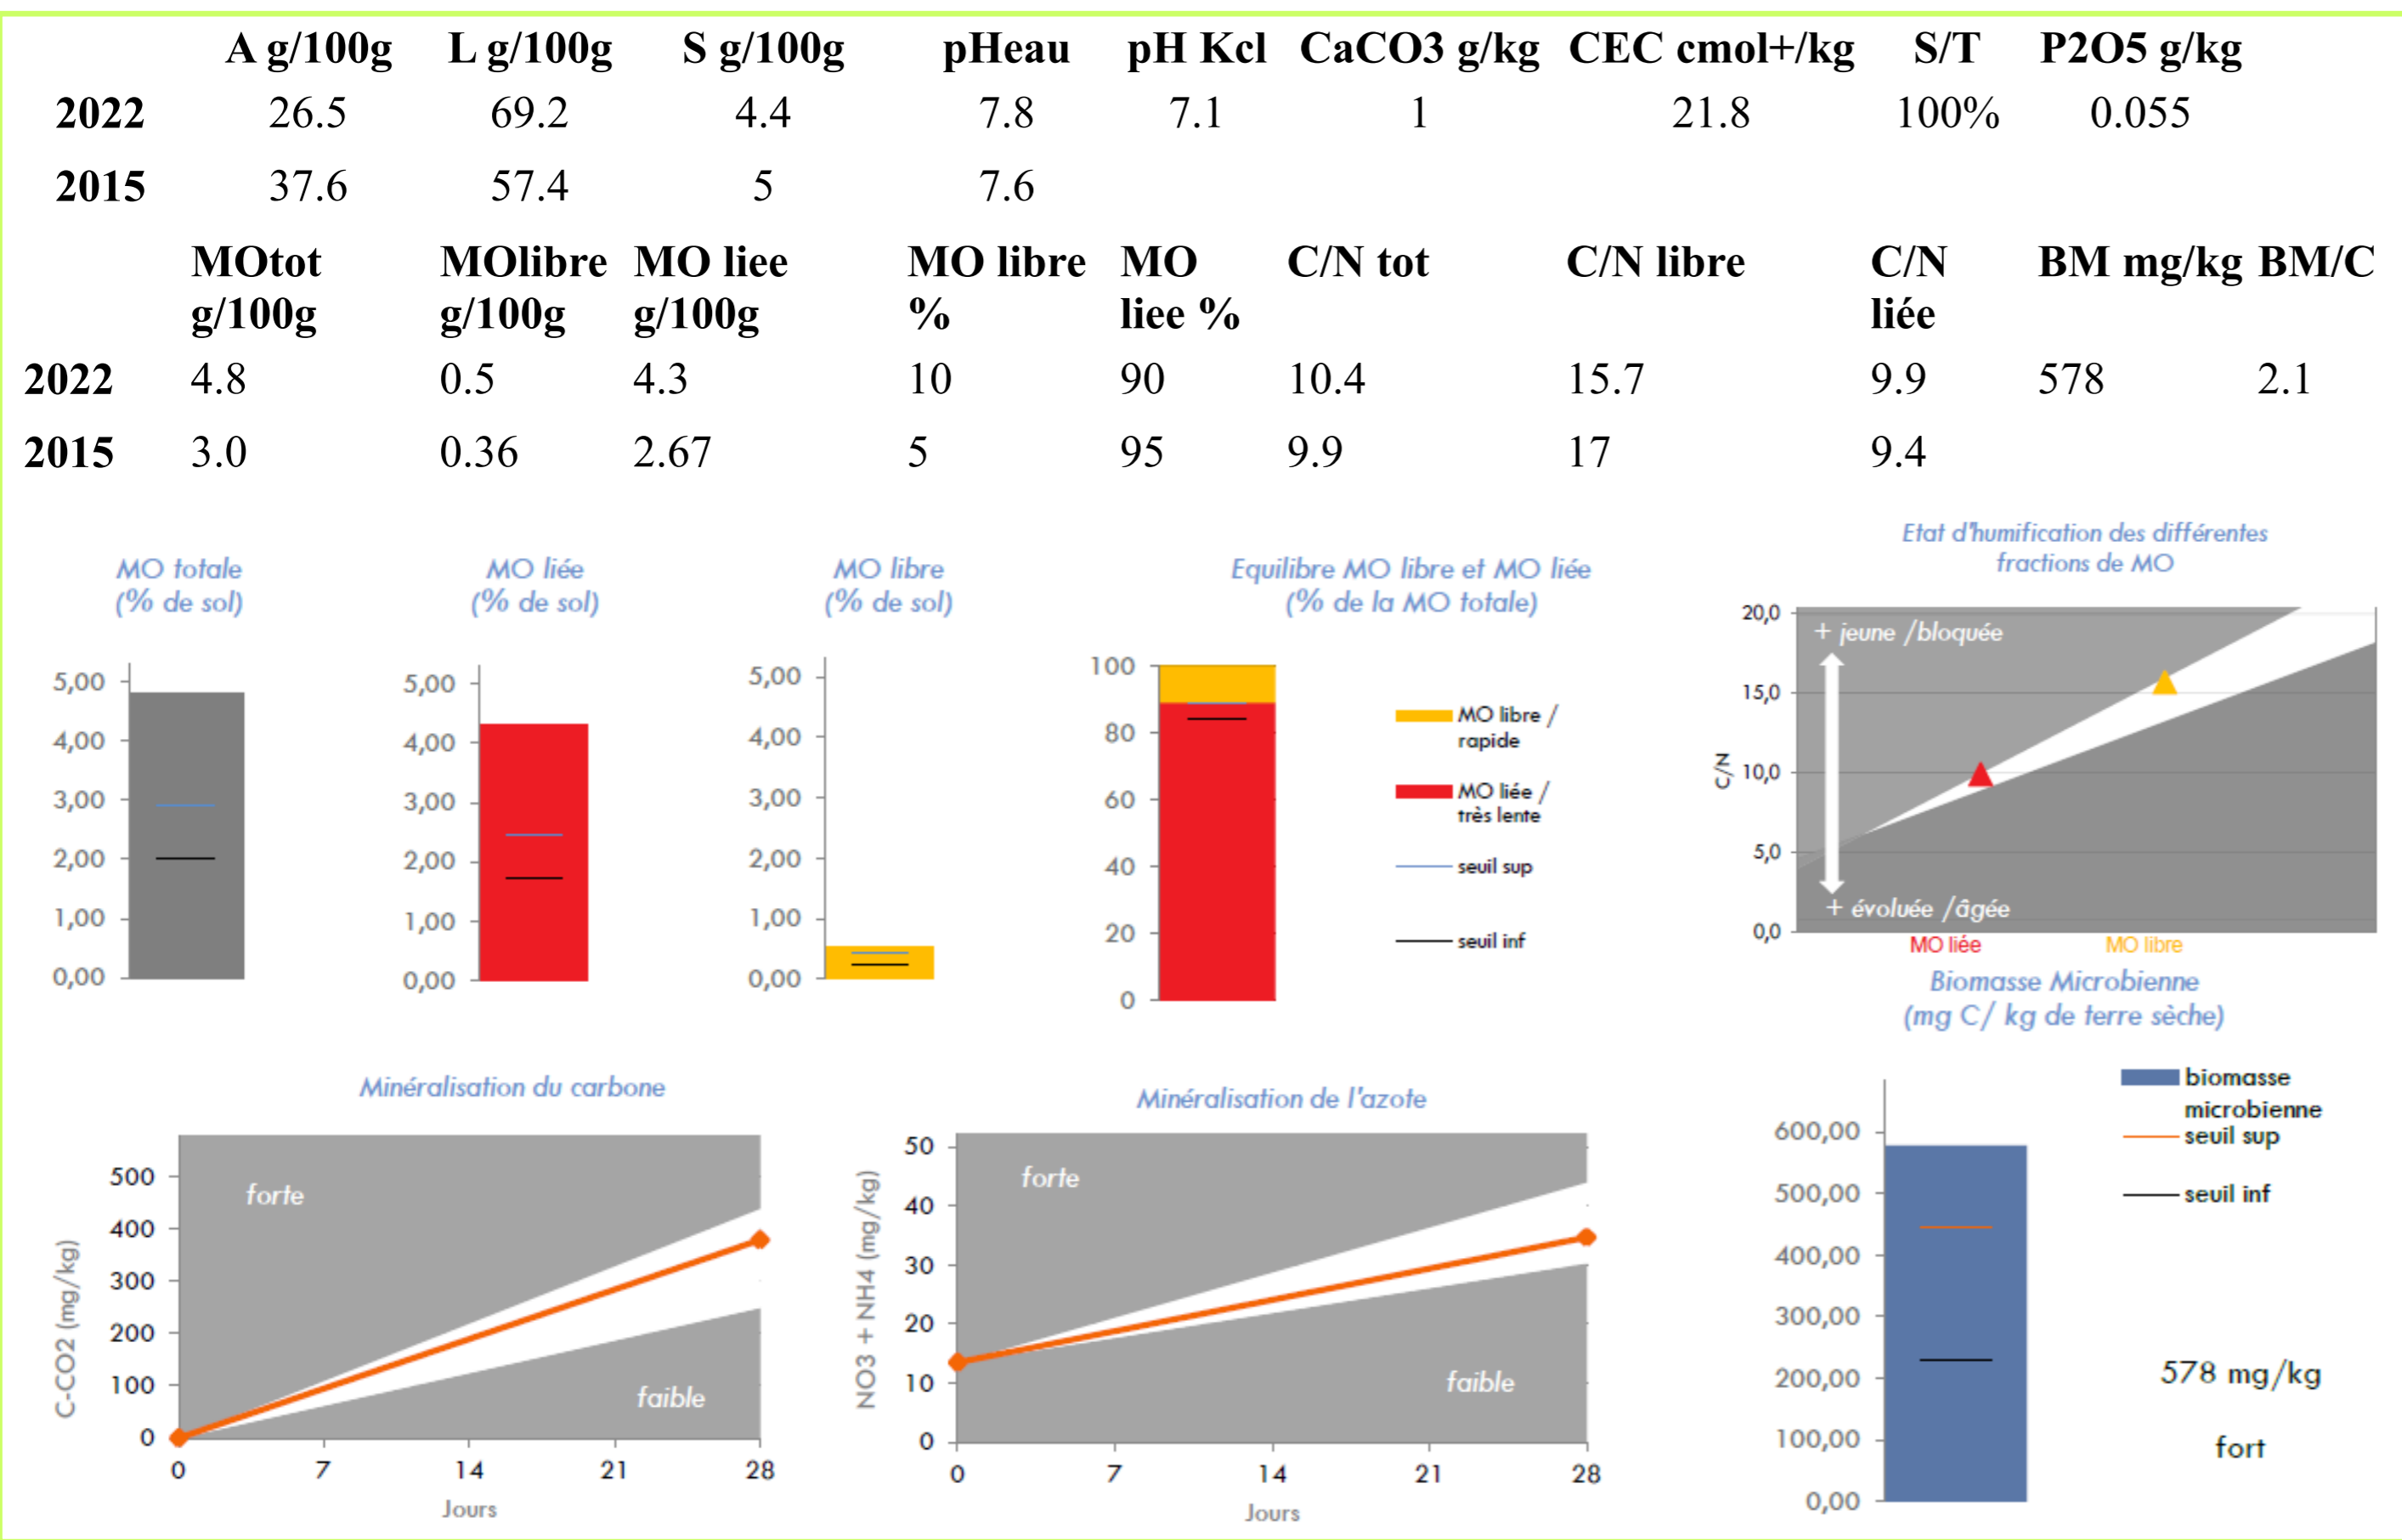 A g/100g L g/100g S g/100g pHeau pH Kcl CaCO3 g/kg CEC cmol+/kg S/T P2O5 g/kg
2022 26.5 69.2 4.4 7.8 7.1 1 21.8 100% 0.055
2015 37.6 57.4 5 7.6
MOtot MOlibre MO liee MO libre MO C/N tot C/N libre C/N BM mg/kg BM/C
g/100g g/100g g/100g % liee % liée
2022 4.8 0.5 4.3 10 90 10.4 15.7 9.9 578 2.1
2015 3.0 0.36 2.67 5 95 9.9 17 9.4
MO totale
(% de sol)
5,00
4,00
3,00
2,00
1,00
0,00
MO liée
(% de sol)
5,00
4,00
3,00
2,00
1,00
0,00
MO libre
(% de sol)
5,00
4,00
3,00
2,00
1,00
0,00
Equilibre MO libre et MO liée
(% de la MO totale)
100
80
60
40
20
0
MO libre /
rapide
MO liée /
très lente
seuil sup
seuil inf
Etat d'humification des différentes
fractions de MO
C/N
20,0
15,0
10,0
5,0
0,0
+ jeune /bloquée
+ évoluée /âgée
MO liée MO libre
Minéralisation du carbone
C-CO2 (mg/kg)
500
400
300
200
100
0
forte
faible
0 7 14 21 28
Jours
Minéralisation de l'azote
NO3 + NH4 (mg/kg)
50
40
30
20
10
0
forte
faible
0 7 14 21 28
Jours
Biomasse Microbienne
(mg C/ kg de terre sèche)
600,00
500,00
400,00
300,00
200,00
100,00
0,00
biomasse
microbienne
seuil sup
seuil inf
578 mg/kg
fort